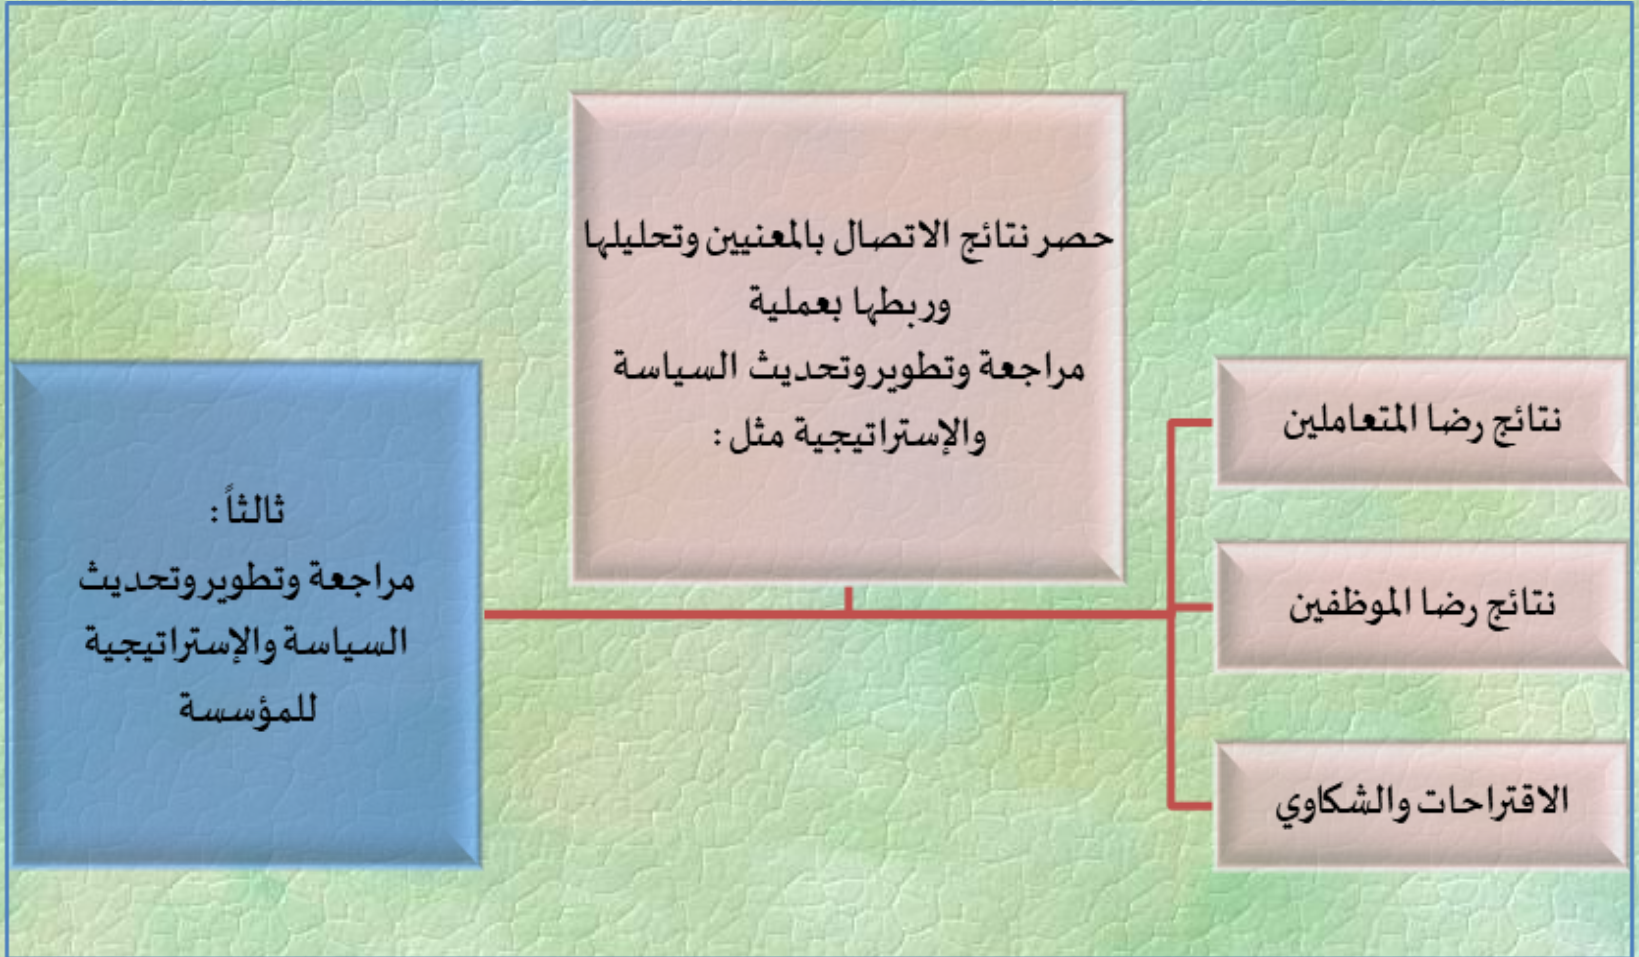 حصر نتائج الاتصال بالمعنيين وتحليلها
وربطها بعملية
مراجعة وتطوير وتحديث السياسة
والإستراتيجية مثل :
نتائج رضا المتعاملين
نتائج رضا الموظفين
الاقتراحات والشكاوي
ثالثاً :
مراجعة وتطوير وتحديث
السياسة والإستراتيجية
للمؤسسة